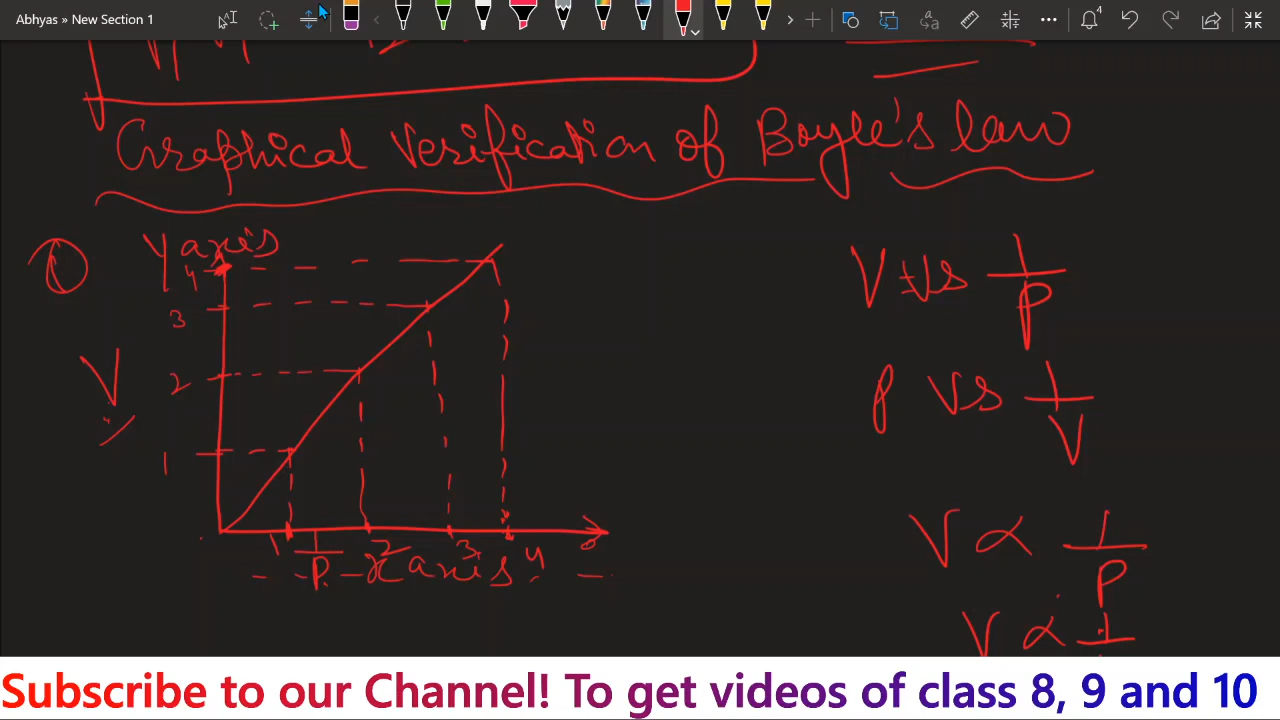 Abhyas » New Section 1
Graphical Verification of Boyle's law
1
Y axis
4
3
V
2
1
1 2 3 4
1/P x axis
V vs 1/P
P vs 1/V
V ∝ 1/P
V ∝ 1
Subscribe to our Channel! To get videos of class 8, 9 and 10